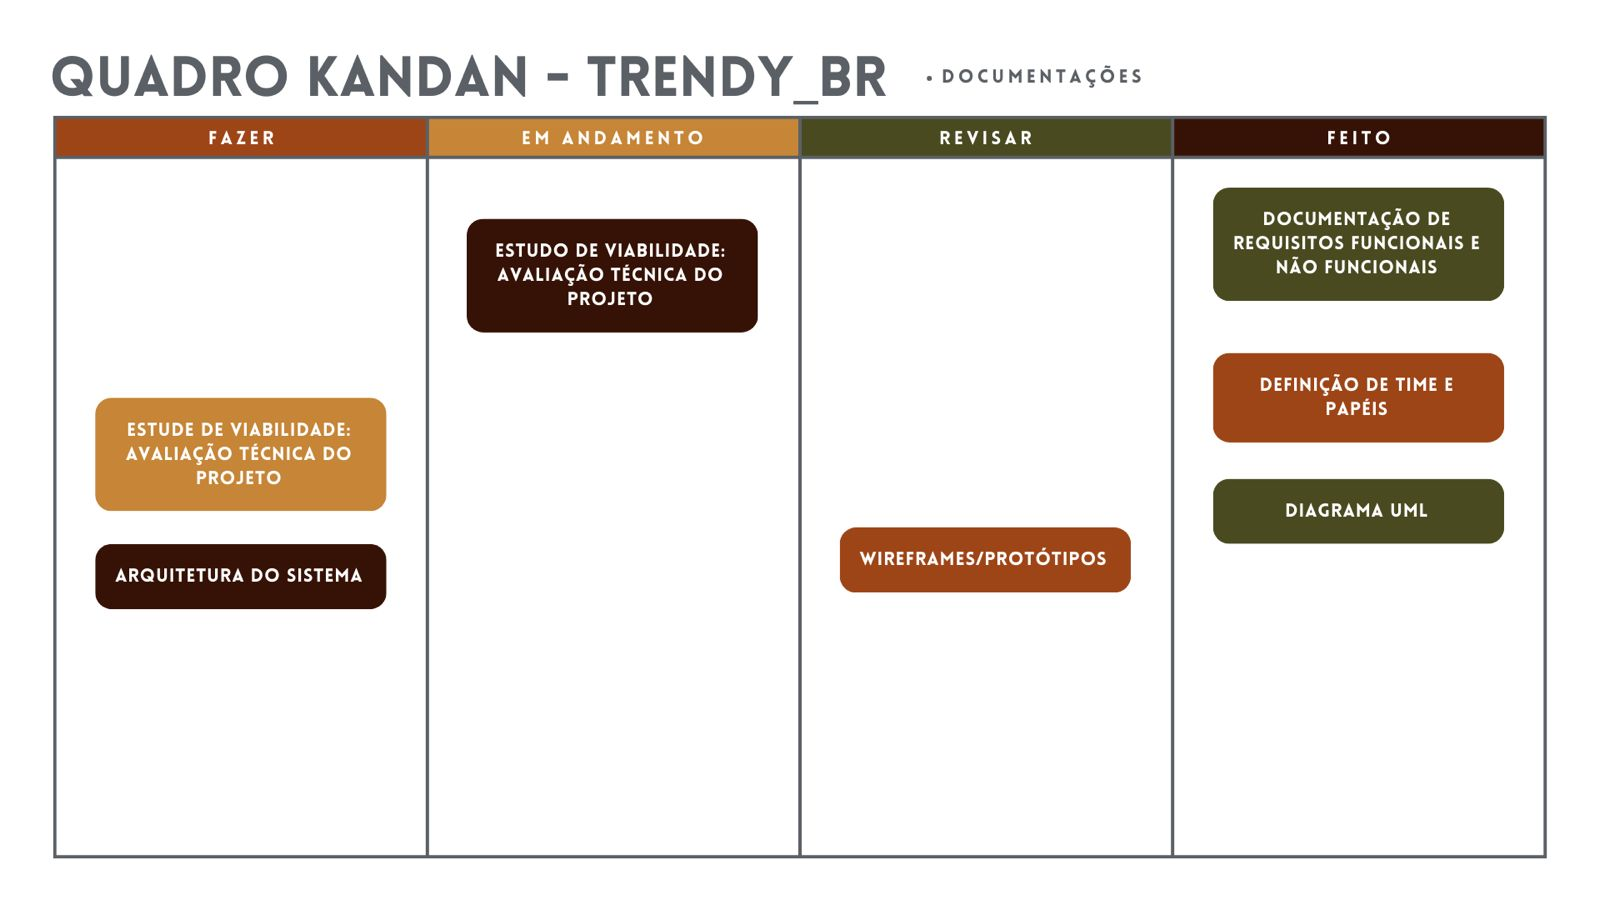 QUADRO KANDAN - TRENDY_BR
• DOCUMENTAÇÕES
FAZER
EM ANDAMENTO
REVISAR
FEITO
ESTUDE DE VIABILIDADE:
AVALIAÇÃO TÉCNICA DO
PROJETO
ARQUITETURA DO SISTEMA
ESTUDO DE VIABILIDADE:
AVALIAÇÃO TÉCNICA DO
PROJETO
WIREFRAMES/PROTÓTIPOS
DOCUMENTAÇÃO DE
REQUISITOS FUNCIONAIS E
NÃO FUNCIONAIS
DEFINIÇÃO DE TIME E
PAPÉIS
DIAGRAMA UML